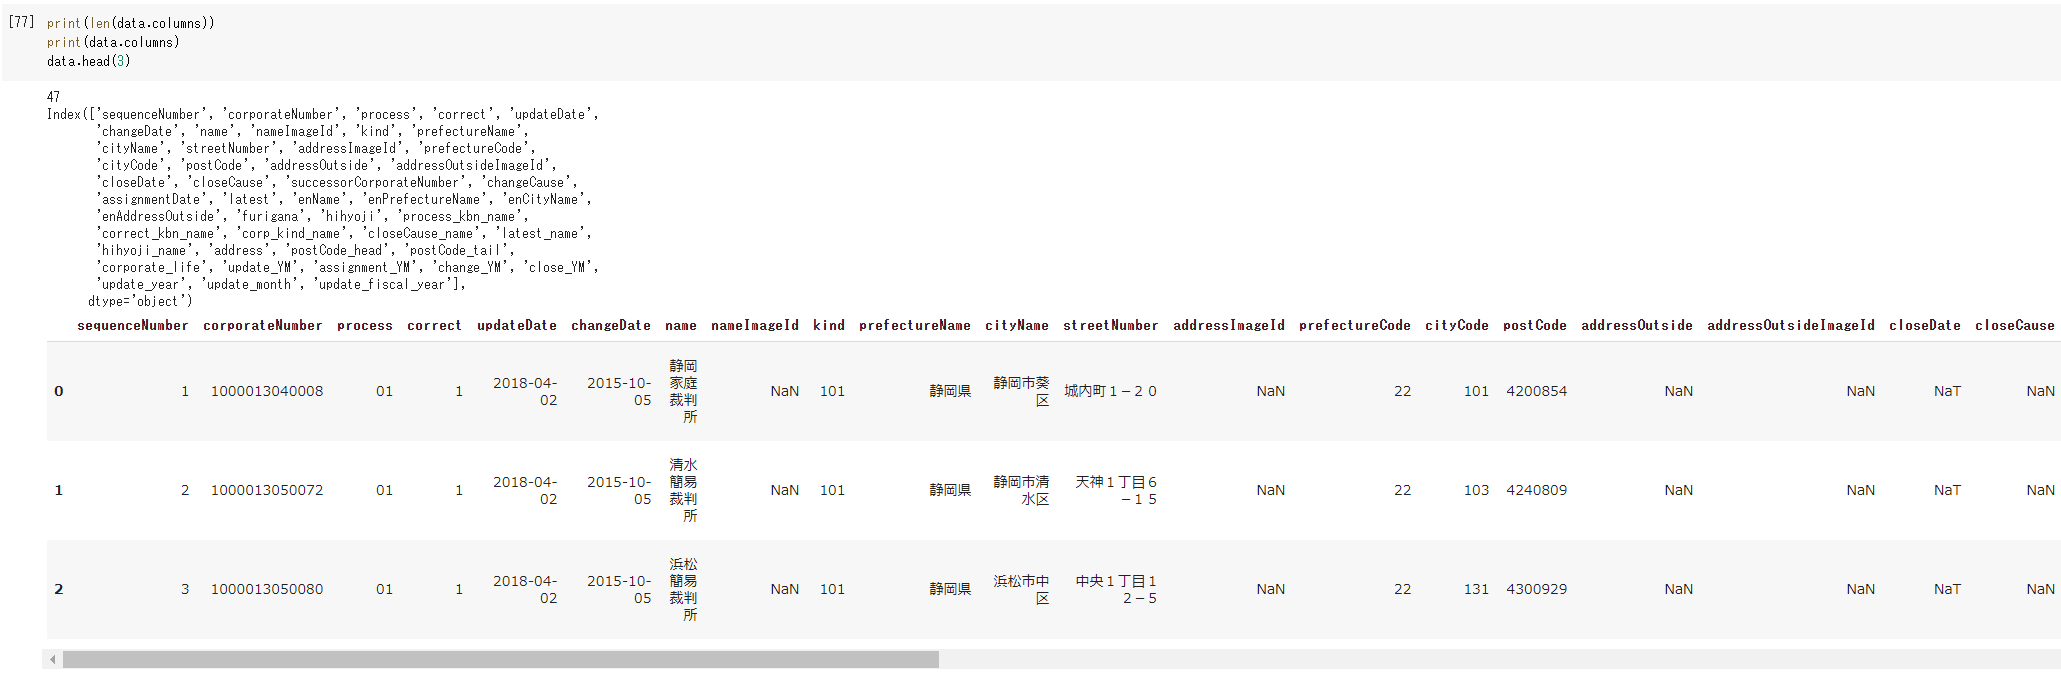 [77] print(len(data.columns))
print(data.columns)
data.head(3)
47
Index(['sequenceNumber', 'corporateNumber', 'process', 'correct', 'updateDate',
'changeDate', 'name', 'nameImageId', 'kind', 'prefectureName',
'cityName', 'streetNumber', 'addressImageId', 'prefectureCode',
'cityCode', 'postCode', 'addressOutside', 'addressOutsideImageId',
'closeDate', 'closeCause', 'successorCorporateNumber', 'changeCause',
'assignmentDate', 'latest', 'enName', 'enPrefectureName', 'enCityName',
'enAddressOutside', 'furigana', 'hihyoji', 'process_kbn_name',
'correct_kbn_name', 'corp_kind_name', 'closeCause_name', 'latest_name',
'hihyoji_name', 'address', 'postCode_head', 'postCode_tail',
'corporate_life', 'update_YM', 'assignment_YM', 'change_YM', 'close_YM',
'update_year', 'update_month', 'update_fiscal_year'],
dtype='object')
sequenceNumber corporateNumber process correct updateDate changeDate name nameImageId kind prefectureName cityName streetNumber addressImageId prefectureCode cityCode postCode addressOutside addressOutsideImageId closeDate closeCause
0 1 1000013040008 01 1 2018-04-02 2015-10-05 静岡家庭裁判所 NaN 101 静岡県 静岡市葵区 城内町１－２０ NaN 22 101 4200854 NaN NaN NaT NaN
1 2 1000013050072 01 1 2018-04-02 2015-10-05 清水簡易裁判所 NaN 101 静岡県 静岡市清水区 天神１丁目６－１５ NaN 22 103 4240809 NaN NaN NaT NaN
2 3 1000013050080 01 1 2018-04-02 2015-10-05 浜松簡易裁判所 NaN 101 静岡県 浜松市中区 中央１丁目１２－５ NaN 22 131 4300929 NaN NaN NaT NaN